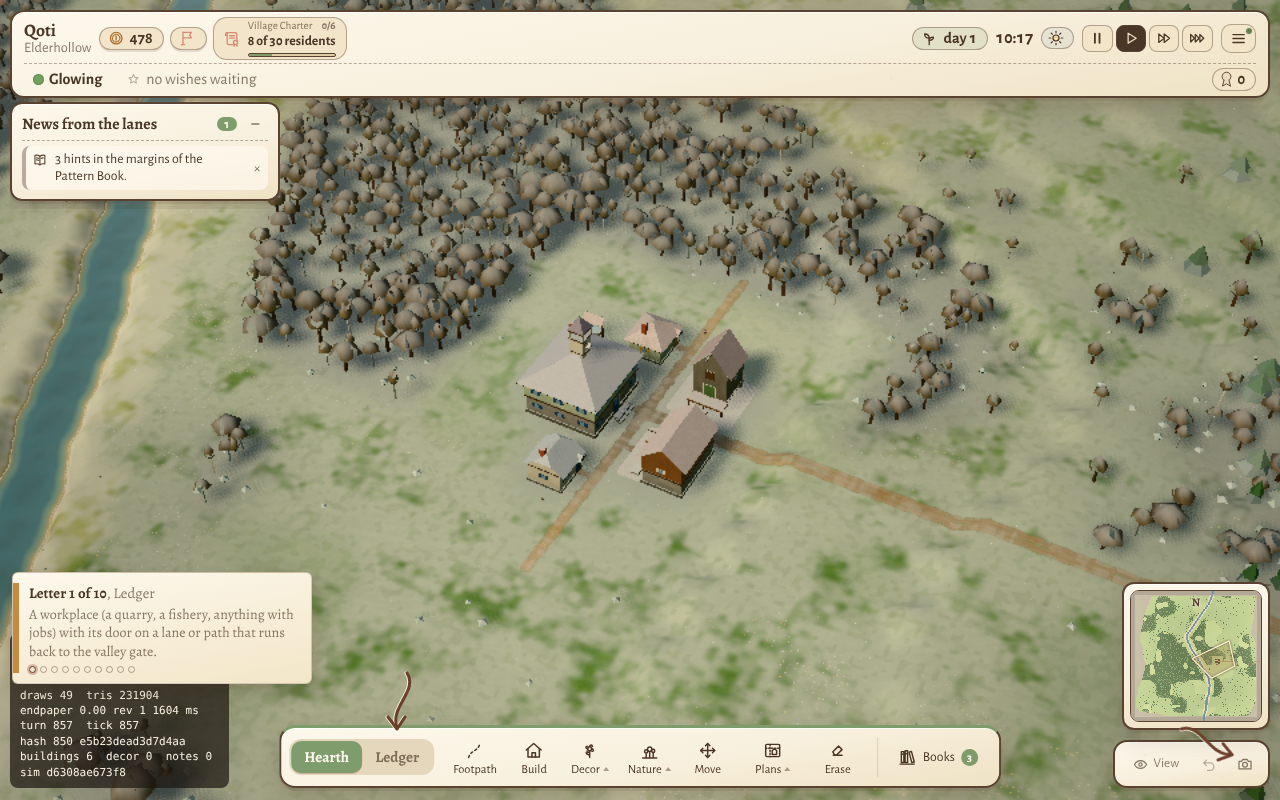 Qoti
Elderhollow
478
Village Charter 0/6
8 of 30 residents
day 1
10:17
Glowing
no wishes waiting
0
News from the lanes
1
3 hints in the margins of the
Pattern Book.
Letter 1 of 10, Ledger
A workplace (a quarry, a fishery, anything with
jobs) with its door on a lane or path that runs
back to the valley gate.
draws 49 tris 231904
endpaper 0.00 rev 1 1604 ms
turn 857 tick 857
hash 850 e5b23dead3d7d4aa
buildings 6 decor 0 notes 0
sim d6308ae673f8
Hearth
Ledger
Footpath
Build
Decor
Nature
Move
Plans
Erase
Books 3
N
View